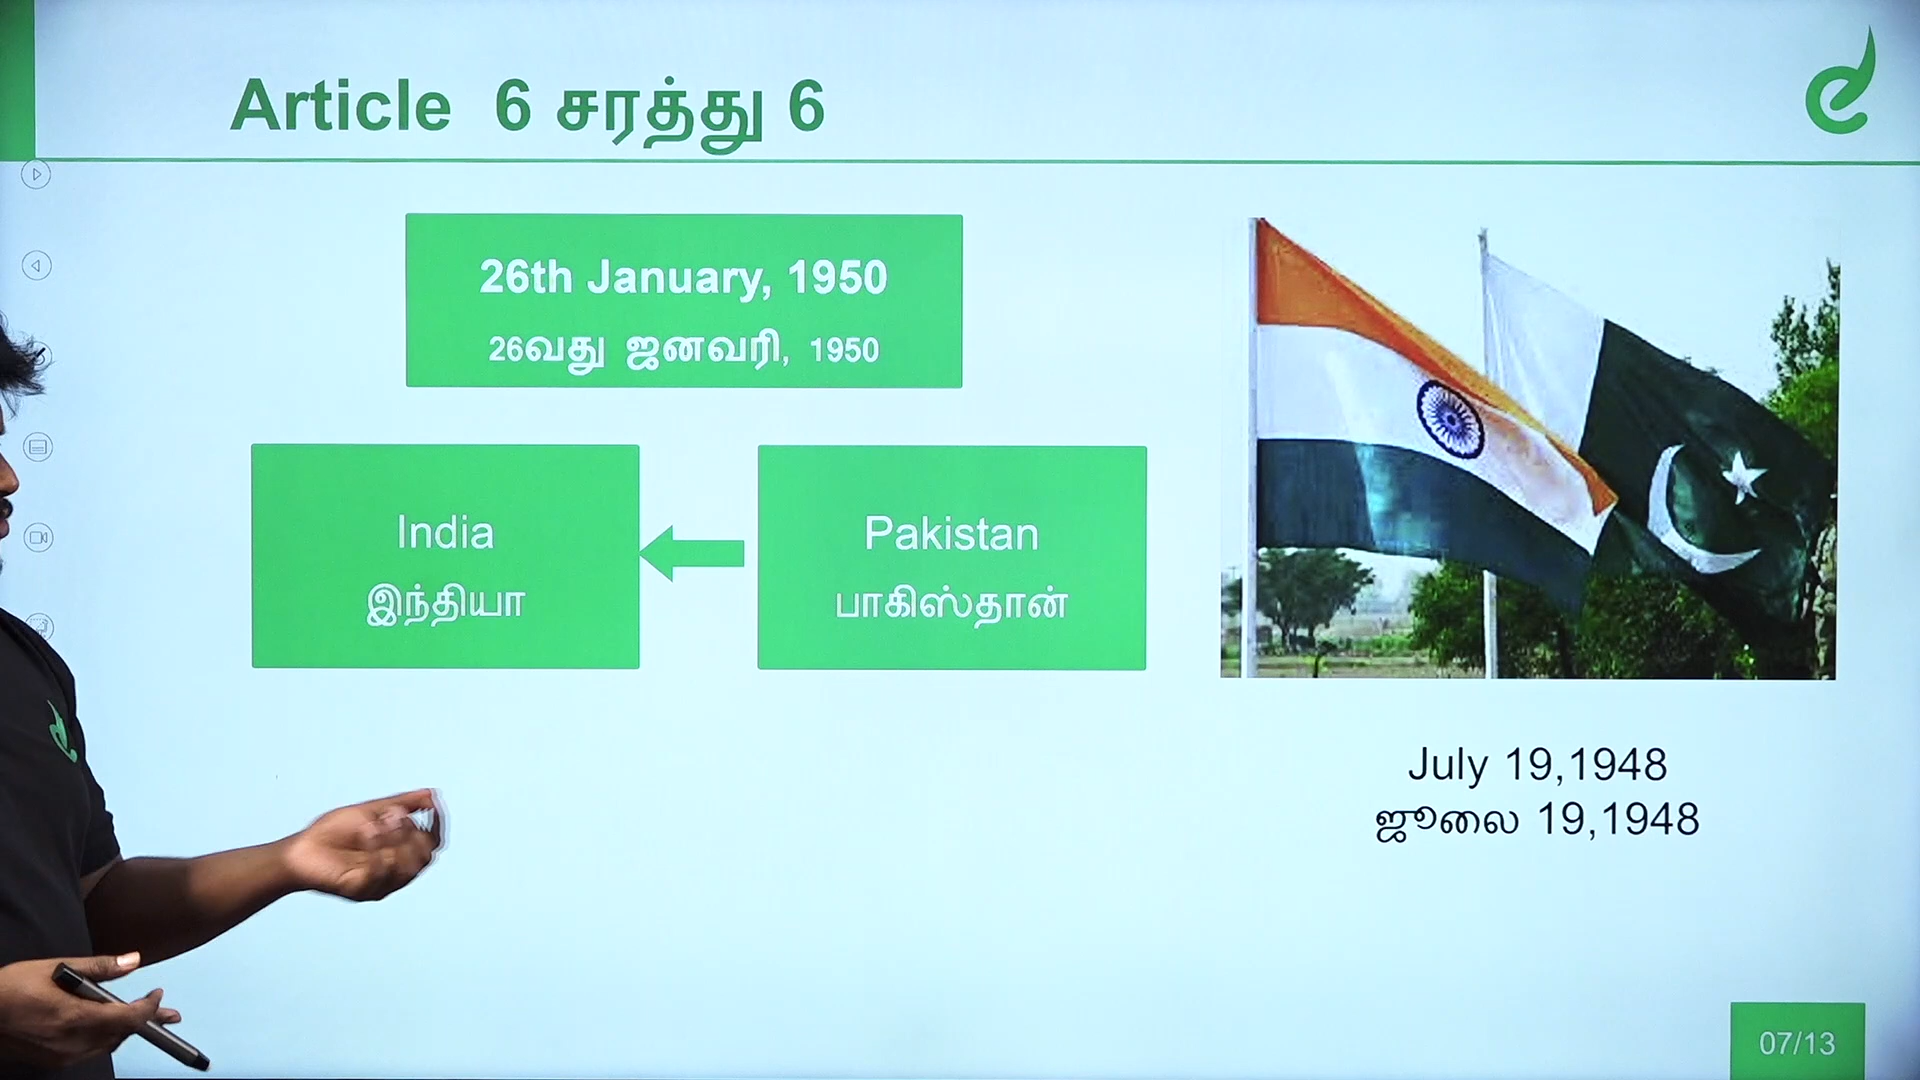 Article 6 சரத்து 6
26th January, 1950
26வது ஜனவரி, 1950
India
இந்தியா
Pakistan
பாகிஸ்தான்
July 19,1948
ஜூலை 19,1948
07/13